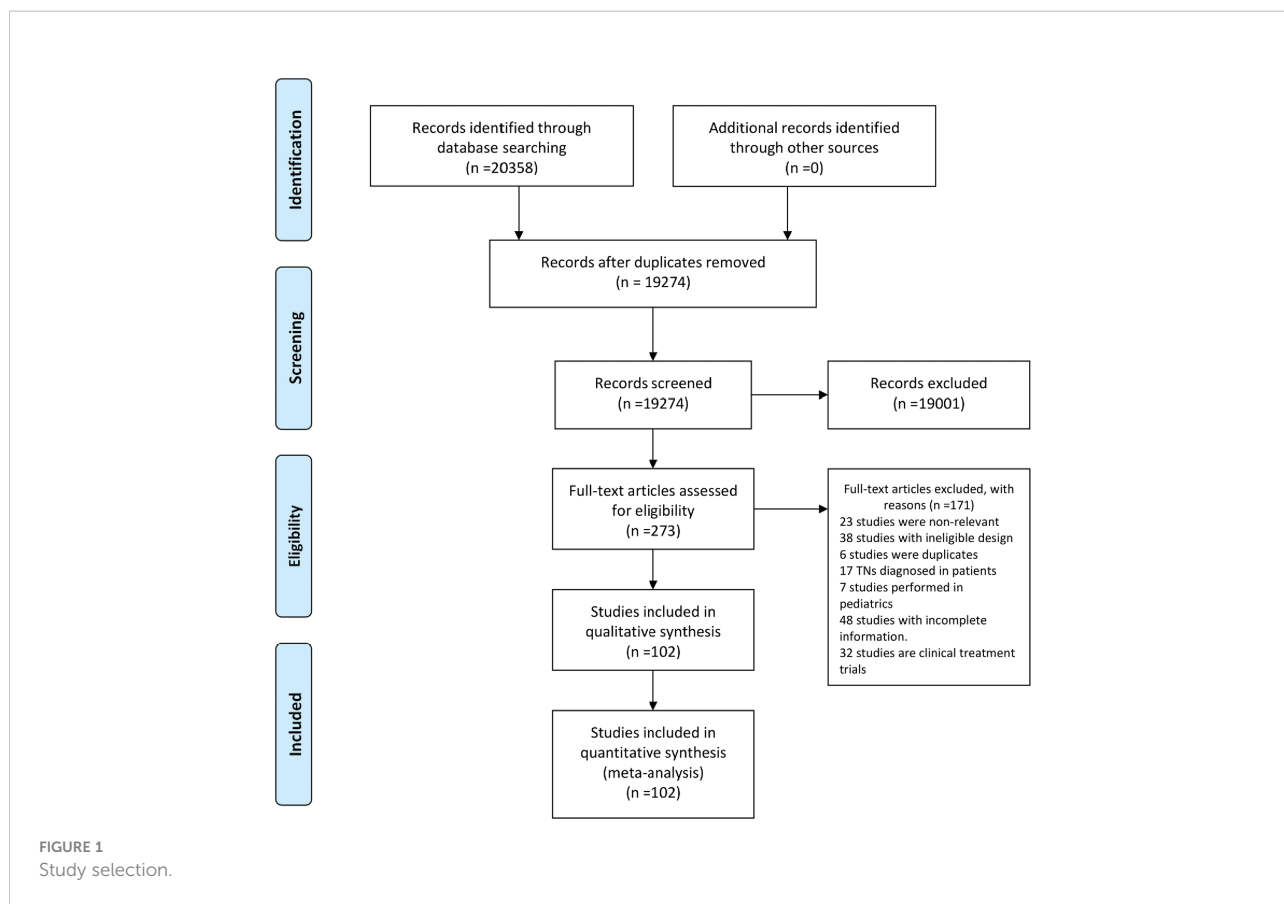 Identification
Records identified through
database searching
(n =20358)
Additional records identified
through other sources
(n =0)
Records after duplicates removed
(n = 19274)
Screening
Records screened
(n =19274)
Records excluded
(n =19001)
Eligibility
Full-text articles assessed
for eligibility
(n =273)
Full-text articles excluded, with
reasons (n =171)
23 studies were non-relevant
38 studies with ineligible design
6 studies were duplicates
17 TNs diagnosed in patients
7 studies performed in
pediatrics
48 studies with incomplete
information.
32 studies are clinical treatment
trials
Studies included in
qualitative synthesis
(n =102)
Included
Studies included in
quantitative synthesis
(meta-analysis)
(n =102)
FIGURE 1
Study selection.